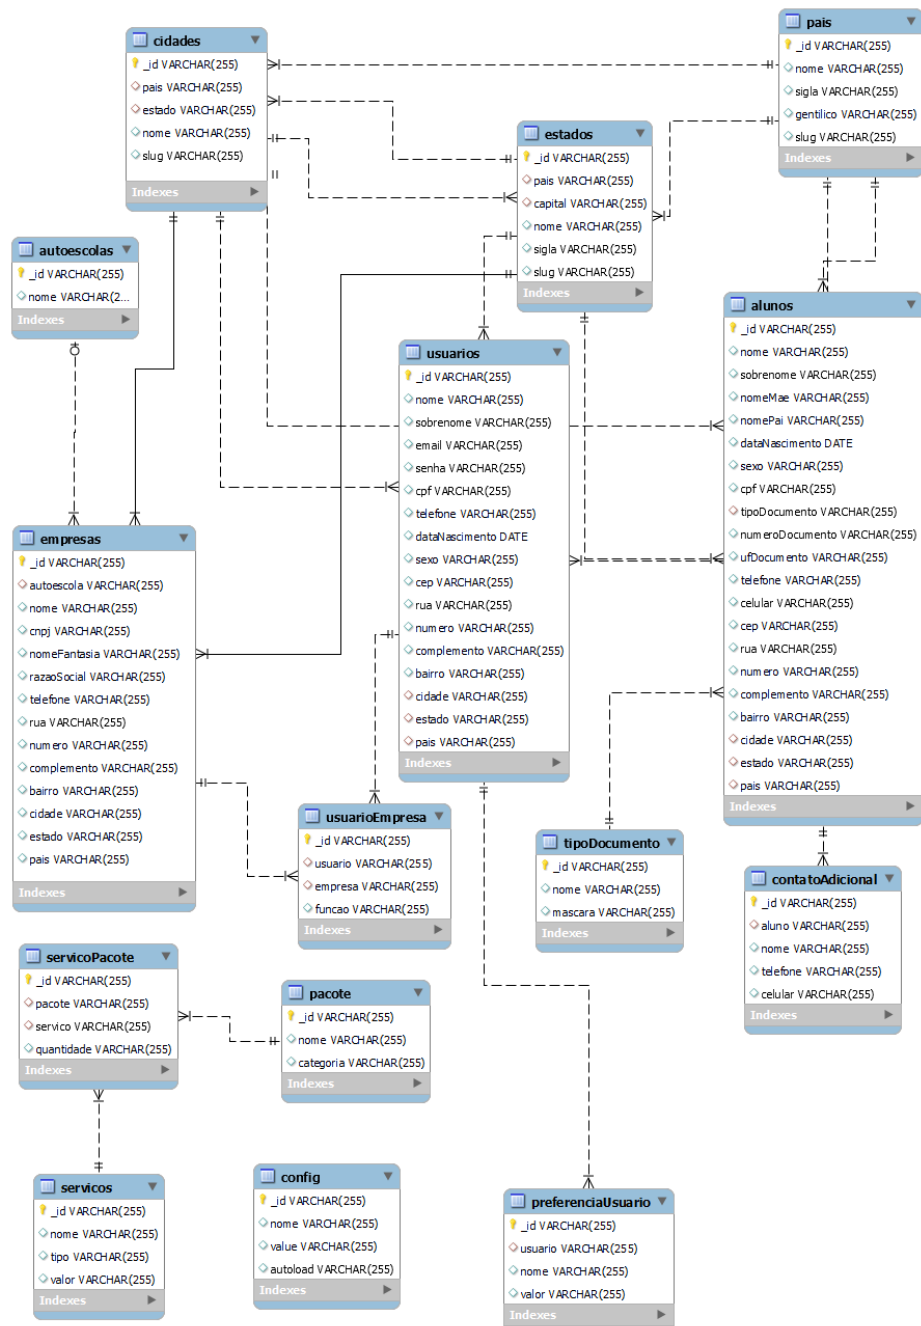 cidades
_id VARCHAR(255)
pais VARCHAR(255)
estado VARCHAR(255)
nome VARCHAR(255)
slug VARCHAR(255)
Indexes
pais
_id VARCHAR(255)
nome VARCHAR(255)
sigla VARCHAR(255)
gentilico VARCHAR(255)
slug VARCHAR(255)
Indexes
estados
_id VARCHAR(255)
pais VARCHAR(255)
capital VARCHAR(255)
nome VARCHAR(255)
sigla VARCHAR(255)
slug VARCHAR(255)
Indexes
autoescolas
_id VARCHAR(255)
nome VARCHAR(2...
Indexes
usuarios
_id VARCHAR(255)
nome VARCHAR(255)
sobrenome VARCHAR(255)
email VARCHAR(255)
senha VARCHAR(255)
cpf VARCHAR(255)
telefone VARCHAR(255)
dataNascimento DATE
sexo VARCHAR(255)
cep VARCHAR(255)
rua VARCHAR(255)
numero VARCHAR(255)
complemento VARCHAR(255)
bairro VARCHAR(255)
cidade VARCHAR(255)
estado VARCHAR(255)
pais VARCHAR(255)
Indexes
alunos
_id VARCHAR(255)
nome VARCHAR(255)
sobrenome VARCHAR(255)
nomeMae VARCHAR(255)
nomePai VARCHAR(255)
dataNascimento DATE
sexo VARCHAR(255)
cpf VARCHAR(255)
tipoDocumento VARCHAR(255)
numeroDocumento VARCHAR(255)
ufDocumento VARCHAR(255)
telefone VARCHAR(255)
celular VARCHAR(255)
cep VARCHAR(255)
rua VARCHAR(255)
numero VARCHAR(255)
complemento VARCHAR(255)
bairro VARCHAR(255)
cidade VARCHAR(255)
estado VARCHAR(255)
pais VARCHAR(255)
Indexes
empresas
_id VARCHAR(255)
autoescola VARCHAR(255)
nome VARCHAR(255)
cnpj VARCHAR(255)
nomeFantasia VARCHAR(255)
razaoSocial VARCHAR(255)
telefone VARCHAR(255)
rua VARCHAR(255)
numero VARCHAR(255)
complemento VARCHAR(255)
bairro VARCHAR(255)
cidade VARCHAR(255)
estado VARCHAR(255)
pais VARCHAR(255)
Indexes
usuarioEmpresa
_id VARCHAR(255)
usuario VARCHAR(255)
empresa VARCHAR(255)
funcao VARCHAR(255)
Indexes
tipoDocumento
_id VARCHAR(255)
nome VARCHAR(255)
mascara VARCHAR(255)
Indexes
contatoAdicional
_id VARCHAR(255)
aluno VARCHAR(255)
nome VARCHAR(255)
telefone VARCHAR(255)
celular VARCHAR(255)
Indexes
servicoPacote
_id VARCHAR(255)
pacote VARCHAR(255)
servico VARCHAR(255)
quantidade VARCHAR(255)
Indexes
pacote
_id VARCHAR(255)
nome VARCHAR(255)
categoria VARCHAR(255)
Indexes
servicos
_id VARCHAR(255)
nome VARCHAR(255)
tipo VARCHAR(255)
valor VARCHAR(255)
Indexes
config
_id VARCHAR(255)
nome VARCHAR(255)
value VARCHAR(255)
autoload VARCHAR(255)
Indexes
preferenciaUsuario
_id VARCHAR(255)
usuario VARCHAR(255)
nome VARCHAR(255)
valor VARCHAR(255)
Indexes